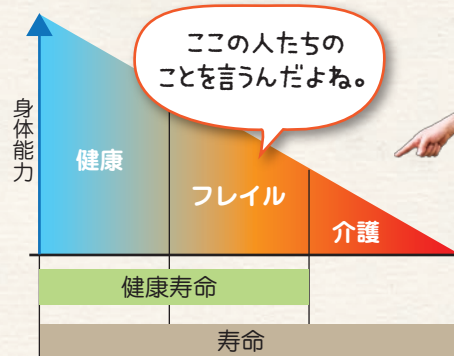 ここの人たちの
ことを言うんだよね。
身体能力
健康
フレイル
介護
健康寿命
寿命